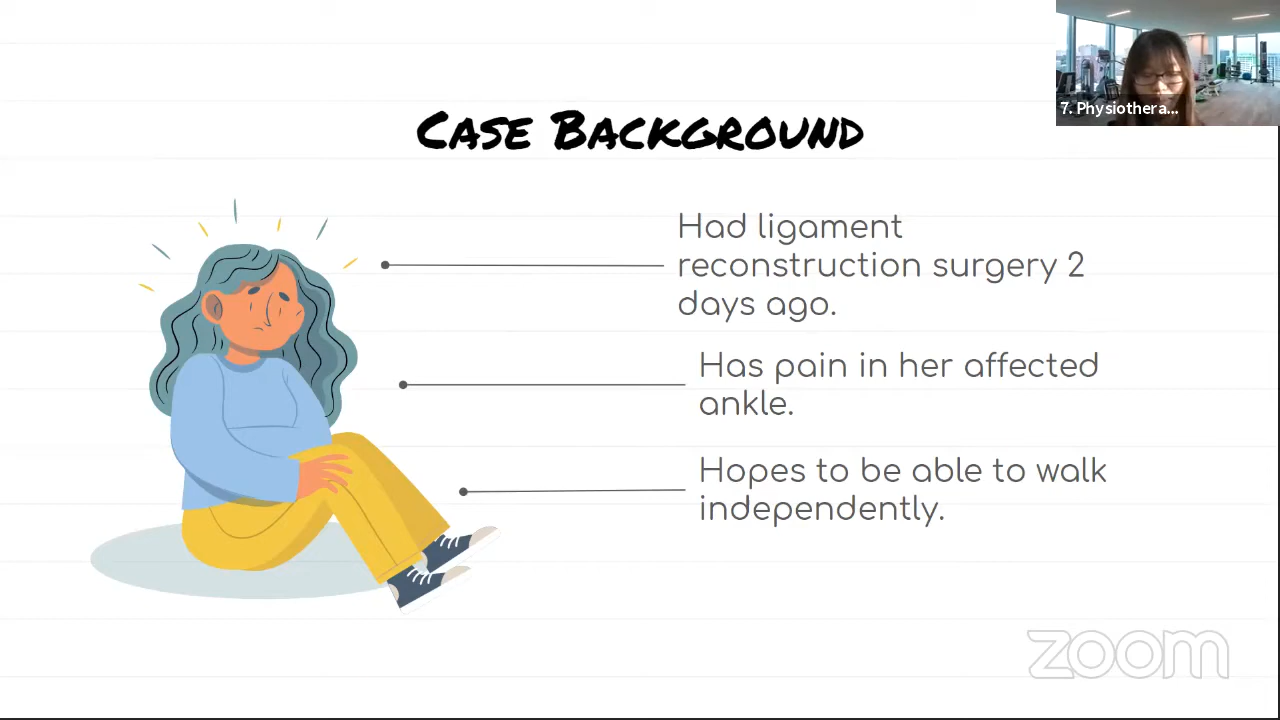 7. Physiothera...
Case Background
Had ligament
reconstruction surgery 2
days ago.
Has pain in her affected
ankle.
Hopes to be able to walk
independently.
zoom